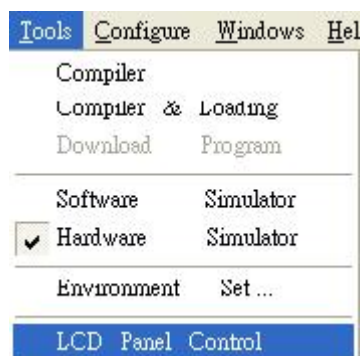 Tools Configure Windows Hel
Compiler
Compiler & Loading
Download Program
Software Simulator
Hardware Simulator
Environment Set ...
LCD Panel Control